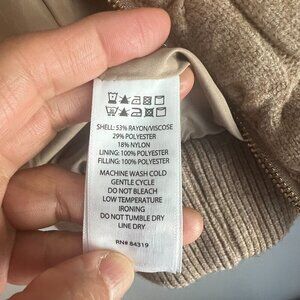 SHELL: 53% RAYON/VISCOSE
29% POLYESTER
18% NYLON
LINING: 100% POLYESTER
FILLING: 100% POLYESTER
MACHINE WASH COLD
GENTLE CYCLE
DO NOT BLEACH
LOW TEMPERATURE
IRONING
DO NOT TUMBLE DRY
LINE DRY
RN# 84319